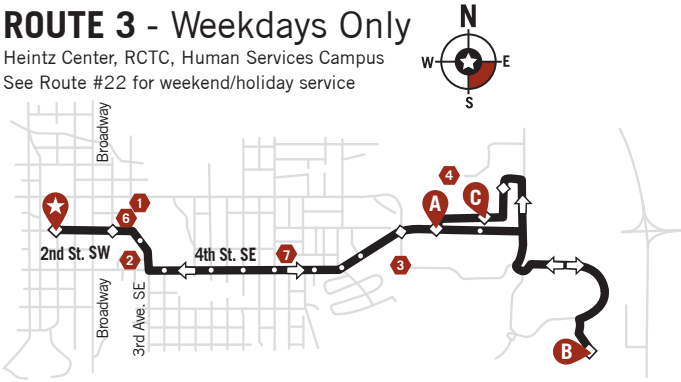 ROUTE 3 - Weekdays Only
Heintz Center, RCTC, Human Services Campus
See Route #22 for weekend/holiday service
N
W
E
S
Broadway
4
A
C
1
6
2nd St. SW
2
4th St. SE
7
3
Broadway
3rd Ave. SE
B